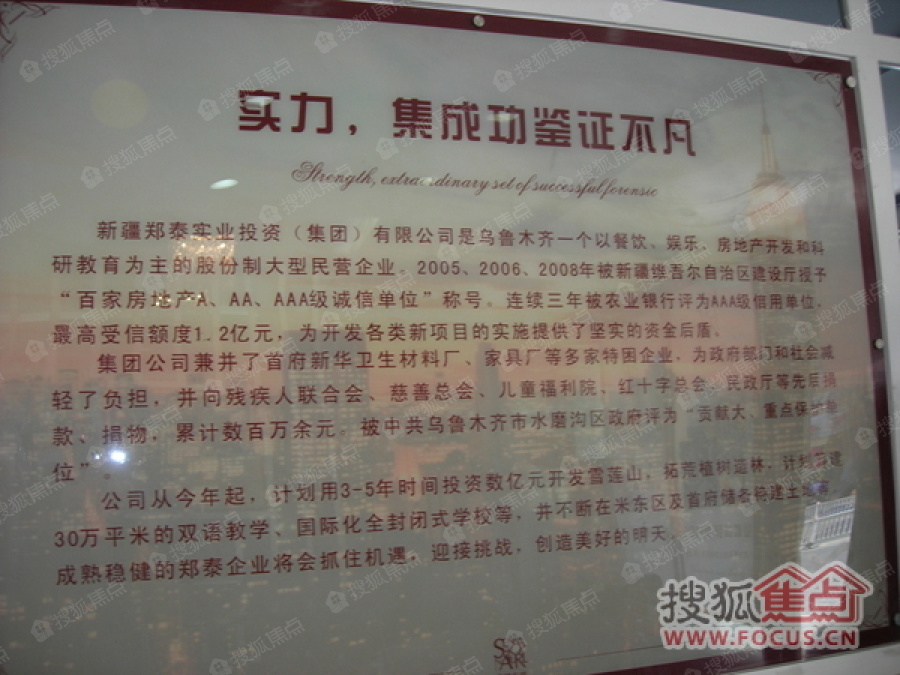 实力，集成功鉴证不凡
Strength, extraordinary set of successful forensic
新疆郑泰实业投资（集团）有限公司是乌鲁木齐一个以餐饮、娱乐、房地产开发和科
研教育为主的股份制大型民营企业。2005、2006、2008年被新疆维吾尔自治区建设厅授予
“百家房地产A、AA、AAA级诚信单位”称号。连续三年被农业银行评为AAA级信用单位，
最高受信额度1.2亿元，为开发各类新项目的实施提供了坚实的资金后盾。
集团公司兼并了首府新华卫生材料厂、家具厂等多家特困企业，为政府部门和社会减
轻了负担，并向残疾人联合会、慈善总会、儿童福利院、红十字总会、民政厅等先后捐
款、捐物，累计数百万余元。被中共乌鲁木齐市水磨沟区政府评为“贡献大、重点保护单
位”。
公司从今年起，计划用3-5年时间投资数亿元开发雪莲山，拓荒植树造林，计划建
30万平米的双语教学、国际化全封闭式学校等，并不断在米东区及首府储备待建土地等
成熟稳健的郑泰企业将会抓住机遇，迎接挑战，创造美好的明天。
搜狐焦点
WWW.FOCUS.CN